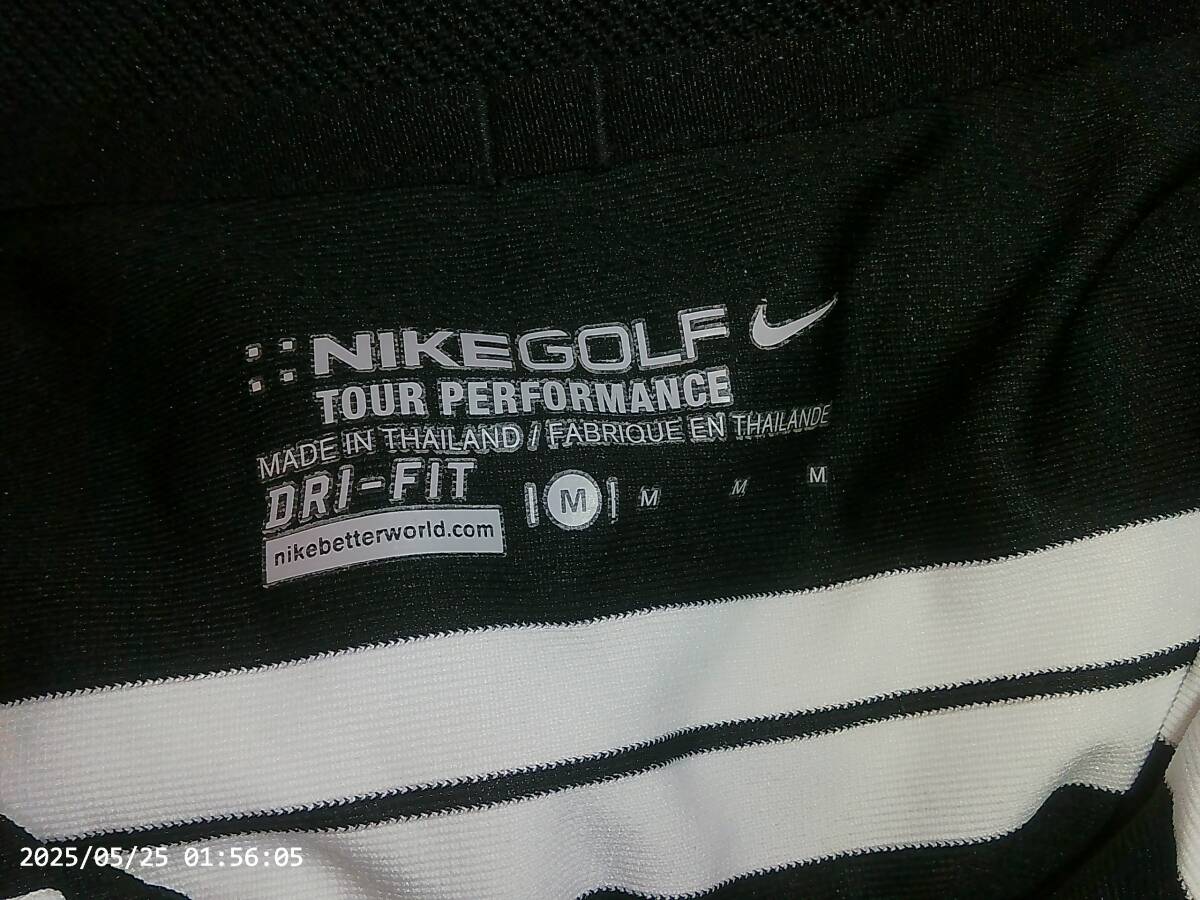 NIKEGOLF
TOUR PERFORMANCE
MADE IN THAILAND / FABRIQUE EN THAILANDE
DRI-FIT
M M M M
nikebetterworld.com
2025/05/25 01:56:05